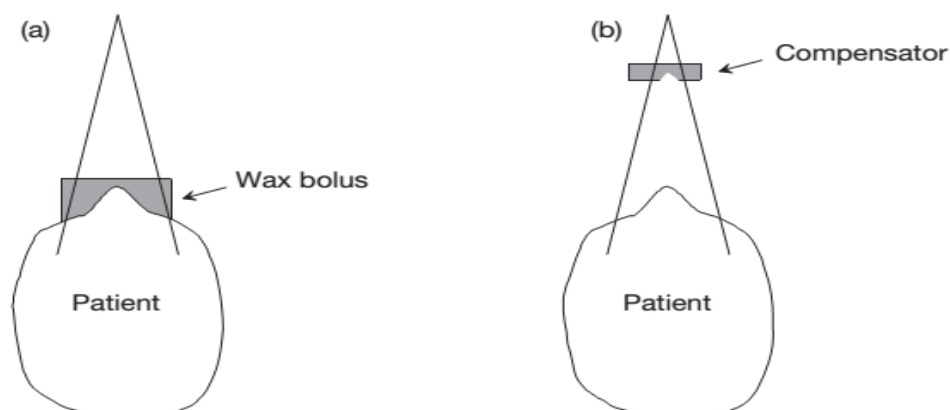 (a)
Wax bolus
Patient
(b)
Compensator
Patient